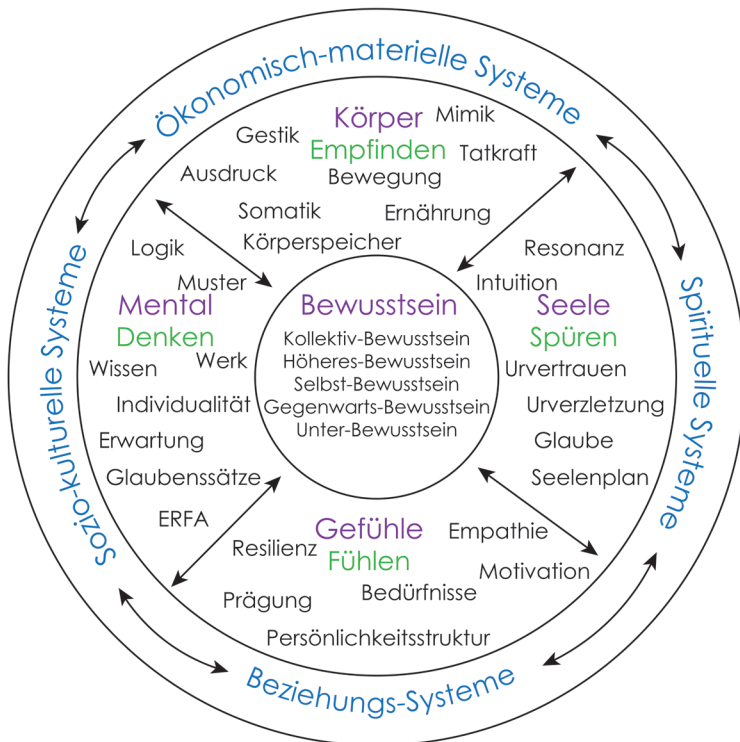 Ökonomisch-materielle Systeme
Körper
Empfinden
Mimik
Gestik
Tatkraft
Ausdruck
Bewegung
Somatik
Ernährung
Körperspeicher
Sozio-kulturelle Systeme
Logik
Muster
Mental
Denken
Wissen
Werk
Individualität
Erwartung
Glaubenssätze
ERFA
Bewusstsein
Kollektiv-Bewusstsein
Höheres-Bewusstsein
Selbst-Bewusstsein
Gegenwarts-Bewusstsein
Unter-Bewusstsein
Resonanz
Intuition
Seele
Spüren
Urvertrauen
Urverletzung
Glaube
Seelenplan
Spirituelle Systeme
Gefühle
Fühlen
Empathie
Resilienz
Motivation
Bedürfnisse
Prägung
Persönlichkeitsstruktur
Beziehungs-Systeme